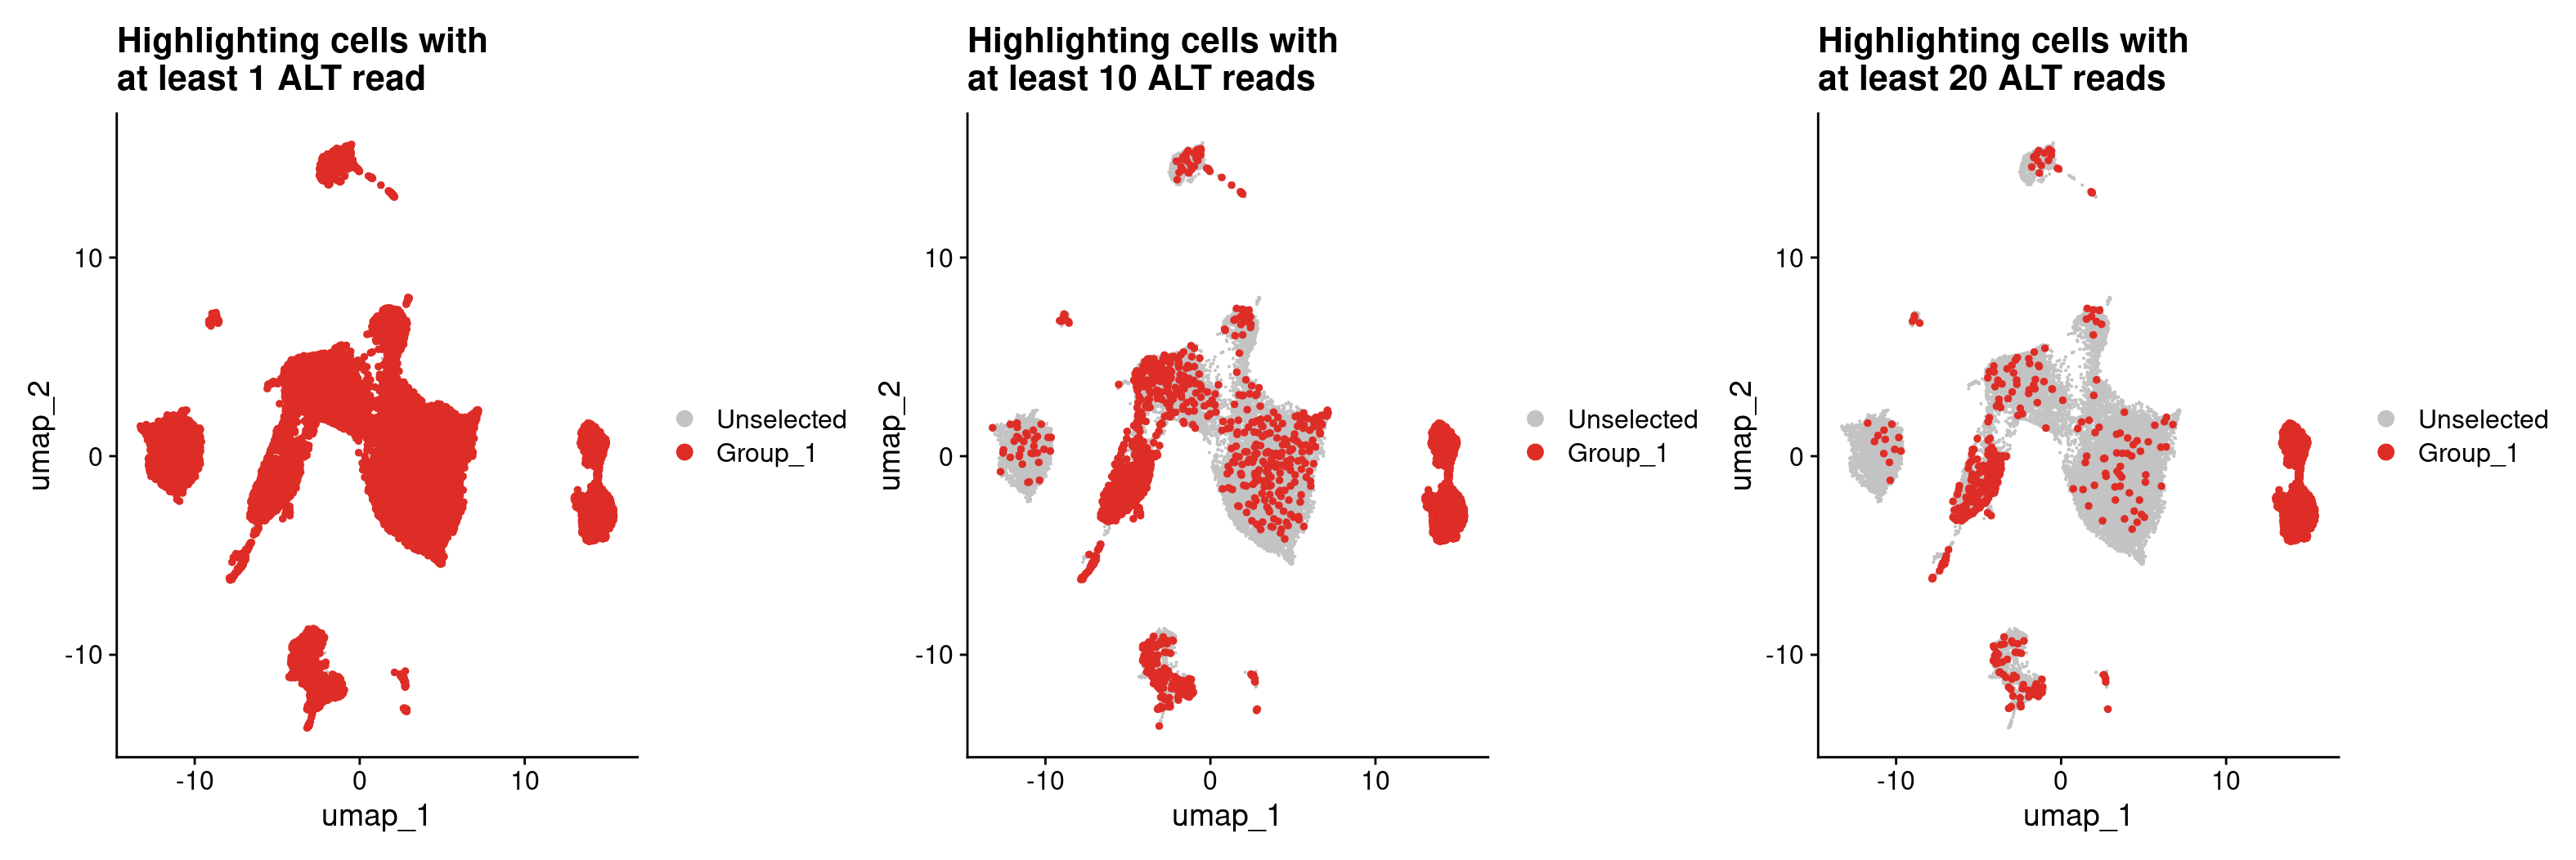 Highlighting cells with
at least 1 ALT read
umap_2
10
0
-10
-10
0
10
umap_1
Unselected
Group_1
Highlighting cells with
at least 10 ALT reads
umap_2
10
0
-10
-10
0
10
umap_1
Unselected
Group_1
Highlighting cells with
at least 20 ALT reads
umap_2
10
0
-10
-10
0
10
umap_1
Unselected
Group_1